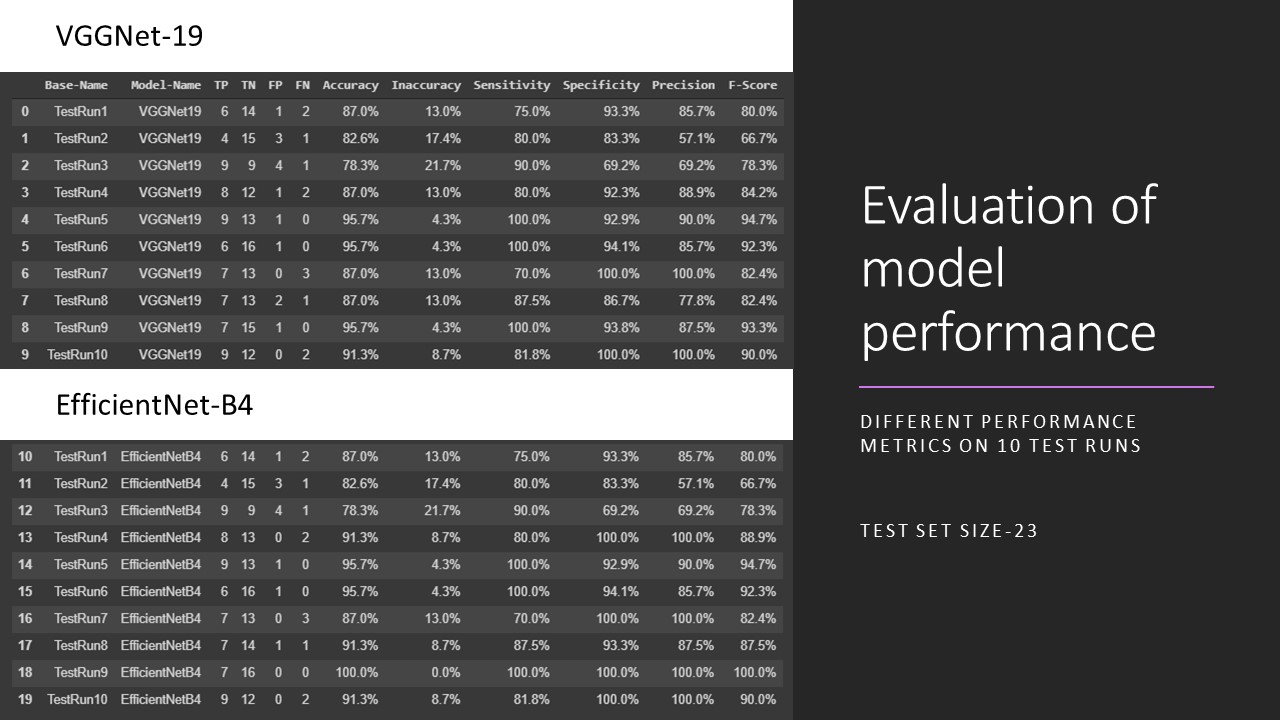 VGGNet-19
Base-Name Model-Name TP TN FP FN Accuracy Inaccuracy Sensitivity Specificity Precision F-Score
0 TestRun1 VGGNet19 6 14 1 2 87.0% 13.0% 75.0% 93.3% 85.7% 80.0%
1 TestRun2 VGGNet19 4 15 3 1 82.6% 17.4% 80.0% 83.3% 57.1% 66.7%
2 TestRun3 VGGNet19 9 9 4 1 78.3% 21.7% 90.0% 69.2% 69.2% 78.3%
3 TestRun4 VGGNet19 8 12 1 2 87.0% 13.0% 80.0% 92.3% 88.9% 84.2%
4 TestRun5 VGGNet19 9 13 1 0 95.7% 4.3% 100.0% 92.9% 90.0% 94.7%
5 TestRun6 VGGNet19 6 16 1 0 95.7% 4.3% 100.0% 94.1% 85.7% 92.3%
6 TestRun7 VGGNet19 7 13 0 3 87.0% 13.0% 70.0% 100.0% 100.0% 82.4%
7 TestRun8 VGGNet19 7 13 2 1 87.0% 13.0% 87.5% 86.7% 77.8% 82.4%
8 TestRun9 VGGNet19 7 15 1 0 95.7% 4.3% 100.0% 93.8% 87.5% 93.3%
9 TestRun10 VGGNet19 9 12 0 2 91.3% 8.7% 81.8% 100.0% 100.0% 90.0%
EfficientNet-B4
10 TestRun1 EfficientNetB4 6 14 1 2 87.0% 13.0% 75.0% 93.3% 85.7% 80.0%
11 TestRun2 EfficientNetB4 4 15 3 1 82.6% 17.4% 80.0% 83.3% 57.1% 66.7%
12 TestRun3 EfficientNetB4 9 9 4 1 78.3% 21.7% 90.0% 69.2% 69.2% 78.3%
13 TestRun4 EfficientNetB4 8 13 0 2 91.3% 8.7% 80.0% 100.0% 100.0% 88.9%
14 TestRun5 EfficientNetB4 9 13 1 0 95.7% 4.3% 100.0% 92.9% 90.0% 94.7%
15 TestRun6 EfficientNetB4 6 16 1 0 95.7% 4.3% 100.0% 94.1% 85.7% 92.3%
16 TestRun7 EfficientNetB4 7 13 0 3 87.0% 13.0% 70.0% 100.0% 100.0% 82.4%
17 TestRun8 EfficientNetB4 7 14 1 1 91.3% 8.7% 87.5% 93.3% 87.5% 87.5%
18 TestRun9 EfficientNetB4 7 16 0 0 100.0% 0.0% 100.0% 100.0% 100.0% 100.0%
19 TestRun10 EfficientNetB4 9 12 0 2 91.3% 8.7% 81.8% 100.0% 100.0% 90.0%
Evaluation of
model
performance
DIFFERENT PERFORMANCE
METRICS ON 10 TEST RUNS
TEST SET SIZE-23